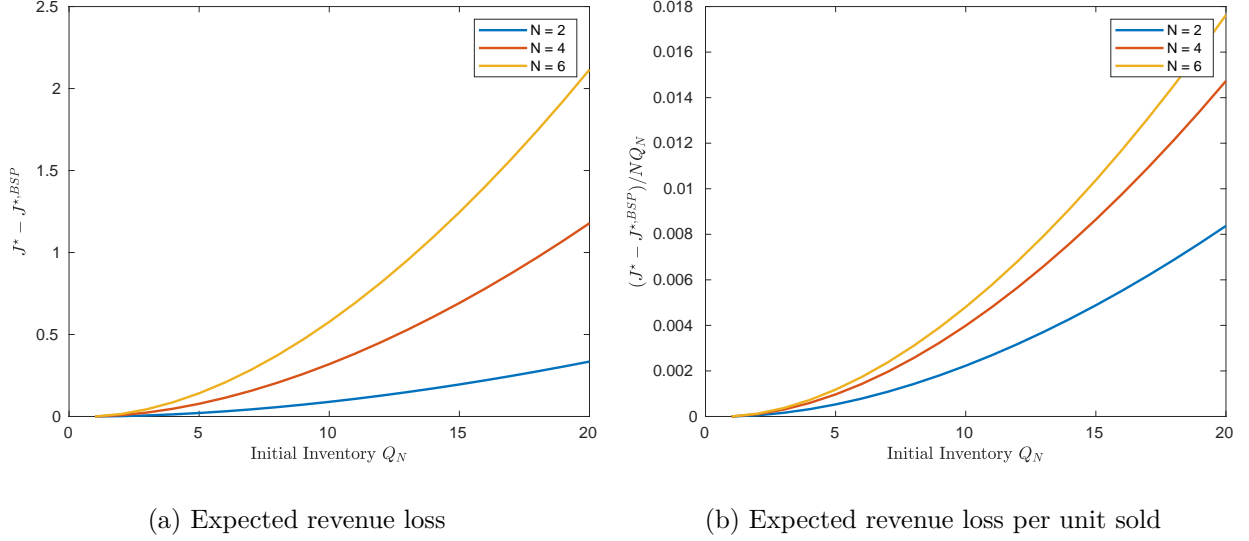 2.5
2
1.5
1
0.5
0
0
5
10
15
20
J⋆ − J⋆,BSP
Initial Inventory Q_N
N = 2
N = 4
N = 6
(a) Expected revenue loss
0.018
0.016
0.014
0.012
0.01
0.008
0.006
0.004
0.002
0
0
5
10
15
20
(J⋆ − J⋆,BSP)/NQ_N
Initial Inventory Q_N
N = 2
N = 4
N = 6
(b) Expected revenue loss per unit sold